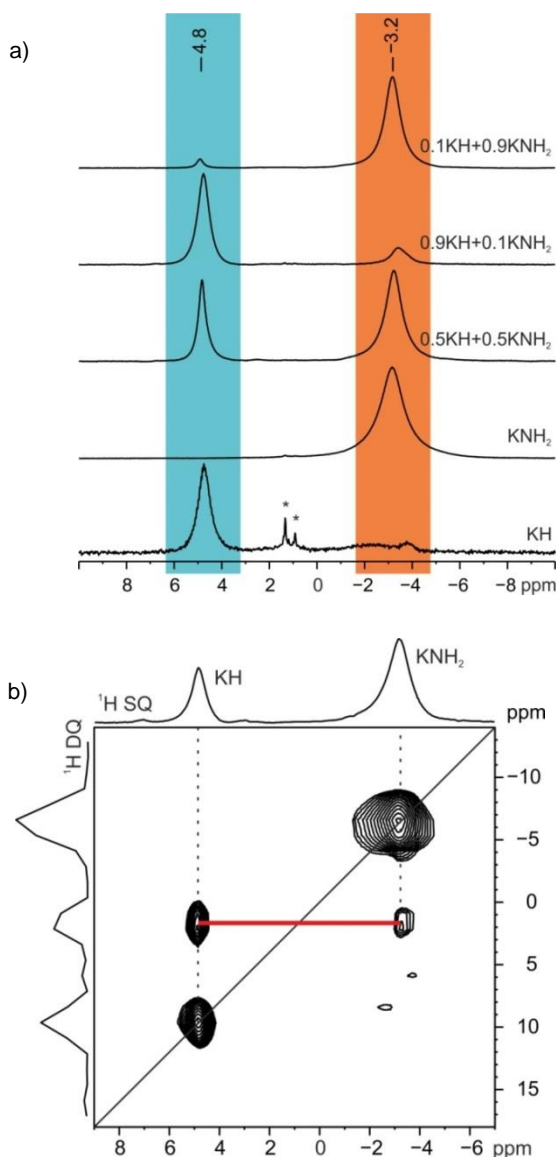 a)
—4.8
—−3.2
0.1KH+0.9KNH₂
0.9KH+0.1KNH₂
0.5KH+0.5KNH₂
KNH₂
* *
KH
8 6 4 2 0 −2 −4 −6 −8 ppm
b)
KH
KNH₂
¹H SQ
ppm
¹H DQ
−10
−5
0
5
10
15
8 6 4 2 0 −2 −4 −6 ppm